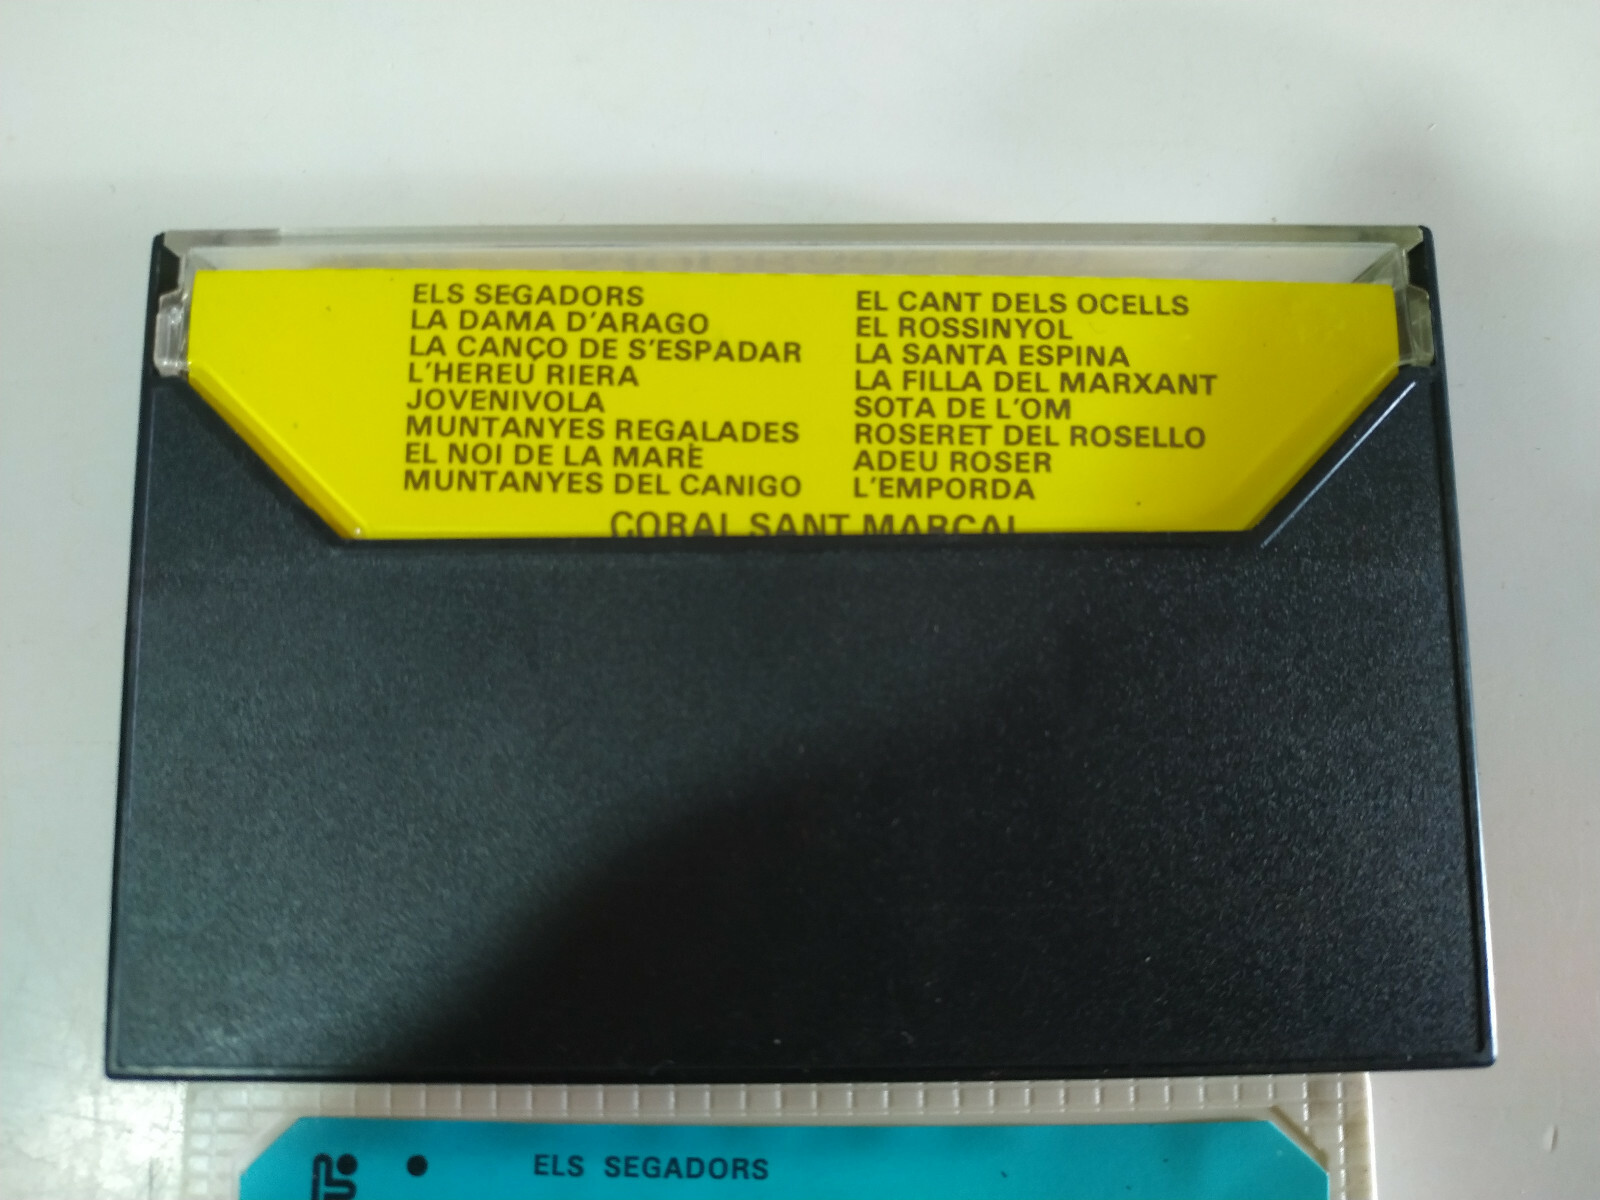 ELS SEGADORS
LA DAMA D'ARAGO
LA CANÇO DE S'ESPADAR
L'HEREU RIERA
JOVENIVOLA
MUNTANYES REGALADES
EL NOI DE LA MARE
MUNTANYES DEL CANIGO
EL CANT DELS OCELLS
EL ROSSINYOL
LA SANTA ESPINA
LA FILLA DEL MARXANT
SOTA DE L'OM
ROSERET DEL ROSELLO
ADEU ROSER
L'EMPORDA
CORAL SANT MARCAL
ELS SEGADORS